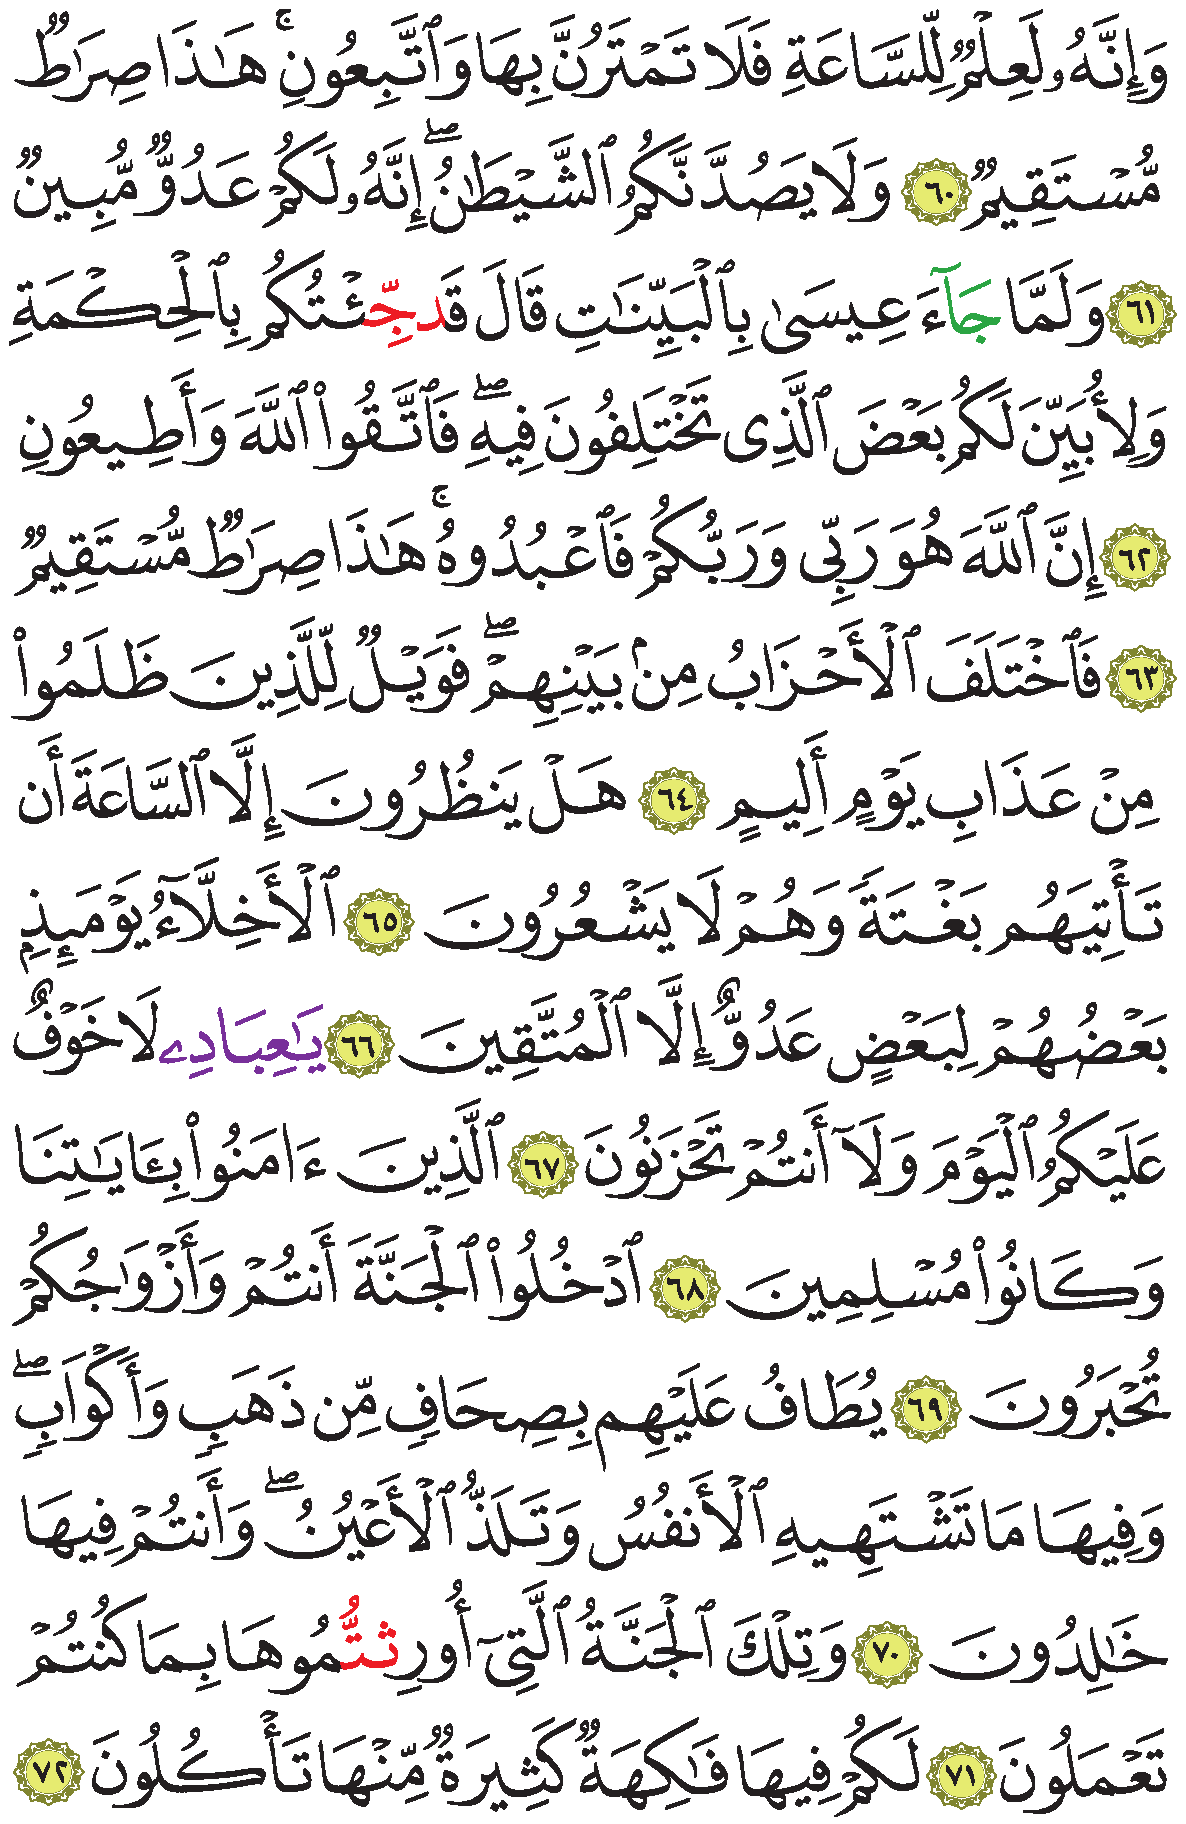 وَإِنَّهُۥ لَعِلْمٌ لِّلسَّاعَةِ فَلَا تَمْتَرُنَّ بِهَا وَٱتَّبِعُونِ ۚ هَـٰذَا صِرَٰطٌ
مُّسْتَقِيمٌ ٦٠ وَلَا يَصُدَّنَّكُمُ ٱلشَّيْطَـٰنُ ۖ إِنَّهُۥ لَكُمْ عَدُوٌّ مُّبِينٌ
٦١ وَلَمَّا جَآءَ عِيسَىٰ بِٱلْبَيِّنَـٰتِ قَالَ قَدجِّئْتُكُم بِٱلْحِكْمَةِ
وَلِأُبَيِّنَ لَكُم بَعْضَ ٱلَّذِى تَخْتَلِفُونَ فِيهِ ۖ فَٱتَّقُوا۟ ٱللَّهَ وَأَطِيعُونِ
٦٢ إِنَّ ٱللَّهَ هُوَ رَبِّى وَرَبُّكُمْ فَٱعْبُدُوهُ ۚ هَـٰذَا صِرَٰطٌ مُّسْتَقِيمٌ
٦٣ فَٱخْتَلَفَ ٱلْأَحْزَابُ مِنۢ بَيْنِهِمْ ۖ فَوَيْلٌ لِّلَّذِينَ ظَلَمُوا۟
مِنْ عَذَابِ يَوْمٍ أَلِيمٍ ٦٤ هَلْ يَنظُرُونَ إِلَّا ٱلسَّاعَةَ أَن
تَأْتِيَهُم بَغْتَةً وَهُمْ لَا يَشْعُرُونَ ٦٥ ٱلْأَخِلَّآءُ يَوْمَئِذٍۭ
بَعْضُهُمْ لِبَعْضٍ عَدُوٌّ إِلَّا ٱلْمُتَّقِينَ ٦٦ يَـٰعِبَادِے لَا خَوْفٌ
عَلَيْكُمُ ٱلْيَوْمَ وَلَآ أَنتُمْ تَحْزَنُونَ ٦٧ ٱلَّذِينَ ءَامَنُوا۟ بِـَٔايَـٰتِنَا
وَكَانُوا۟ مُسْلِمِينَ ٦٨ ٱدْخُلُوا۟ ٱلْجَنَّةَ أَنتُمْ وَأَزْوَٰجُكُمْ
تُحْبَرُونَ ٦٩ يُطَافُ عَلَيْهِم بِصِحَافٍ مِّن ذَهَبٍ وَأَكْوَابٍ ۖ
وَفِيهَا مَا تَشْتَهِيهِ ٱلْأَنفُسُ وَتَلَذُّ ٱلْأَعْيُنُ ۖ وَأَنتُمْ فِيهَا
خَـٰلِدُونَ ٧٠ وَتِلْكَ ٱلْجَنَّةُ ٱلَّتِىٓ أُورِثتُّمُوهَا بِمَا كُنتُمْ
تَعْمَلُونَ ٧١ لَكُمْ فِيهَا فَـٰكِهَةٌ كَثِيرَةٌ مِّنْهَا تَأْكُلُونَ ٧٢